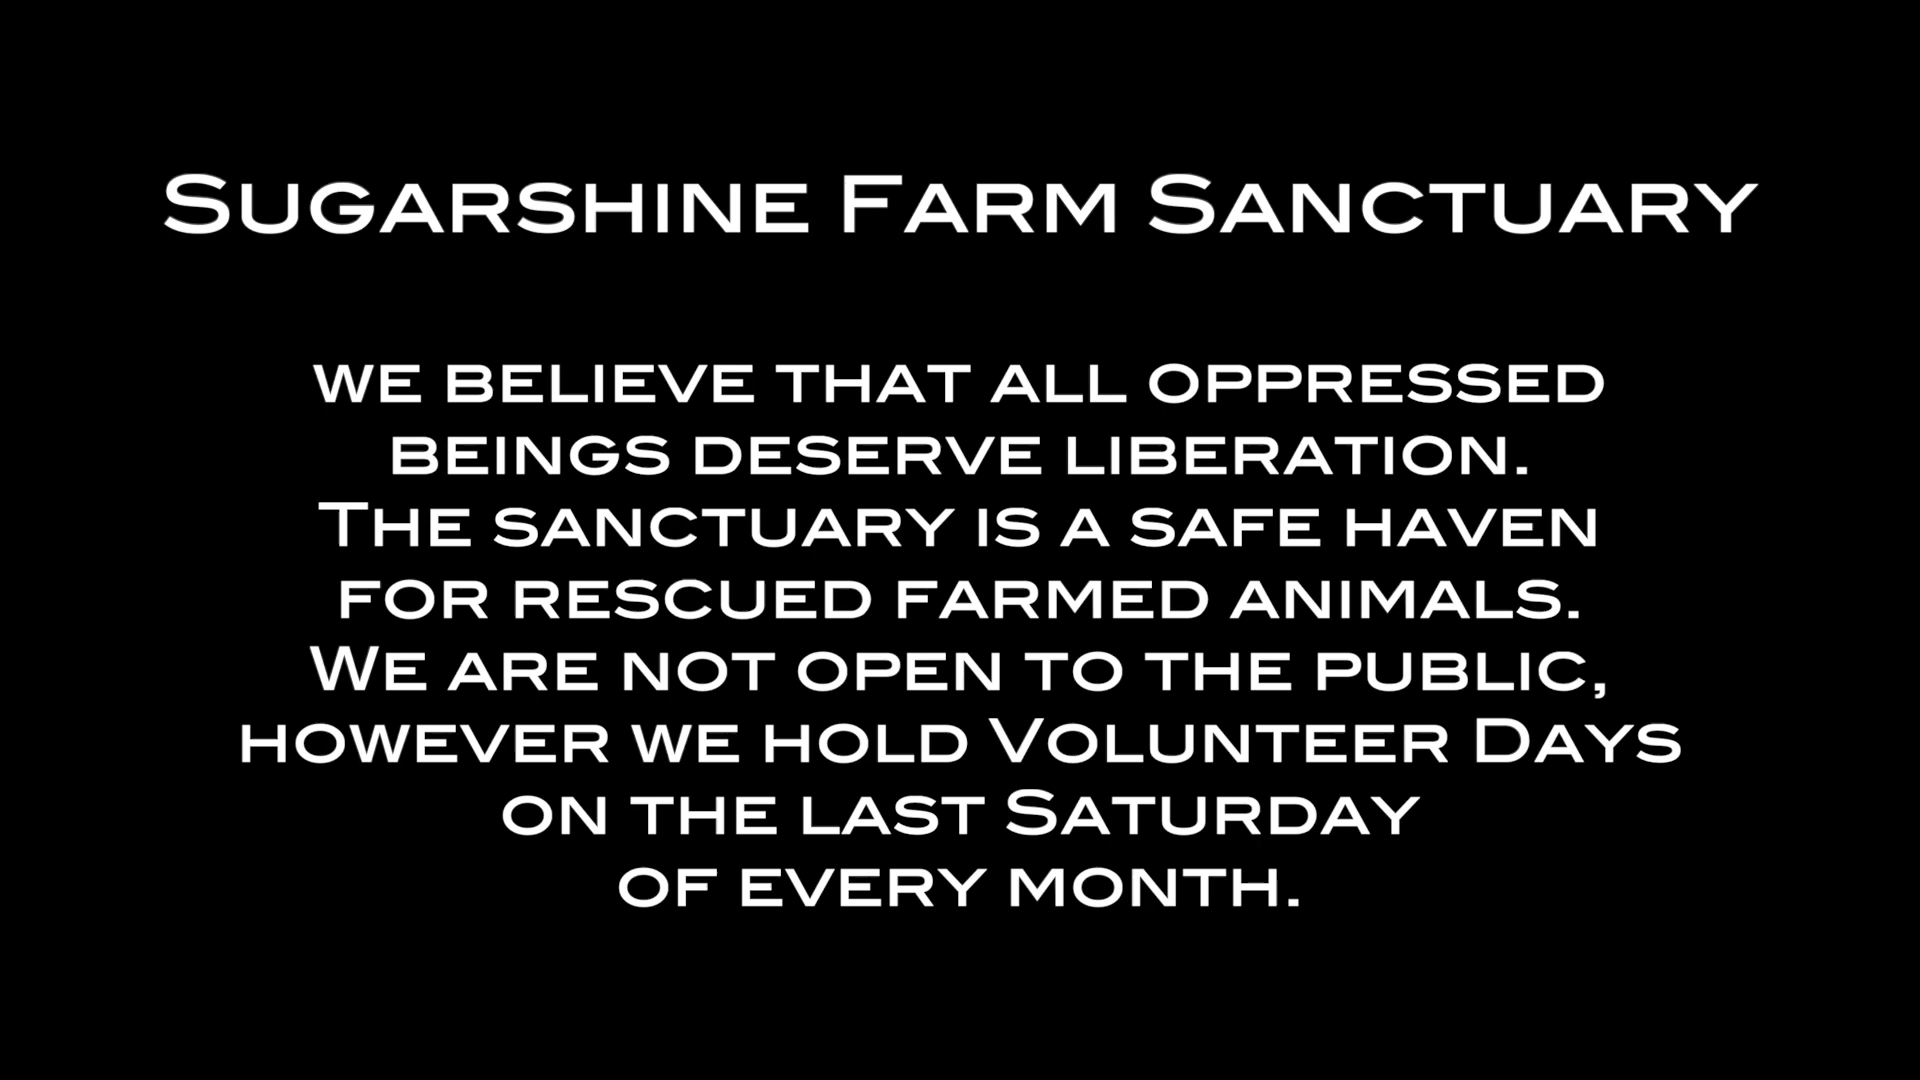 Sugarshine Farm Sanctuary
we believe that all oppressed
beings deserve liberation.
The sanctuary is a safe haven
for rescued farmed animals.
We are not open to the public,
however we hold Volunteer Days
on the last Saturday
of every month.